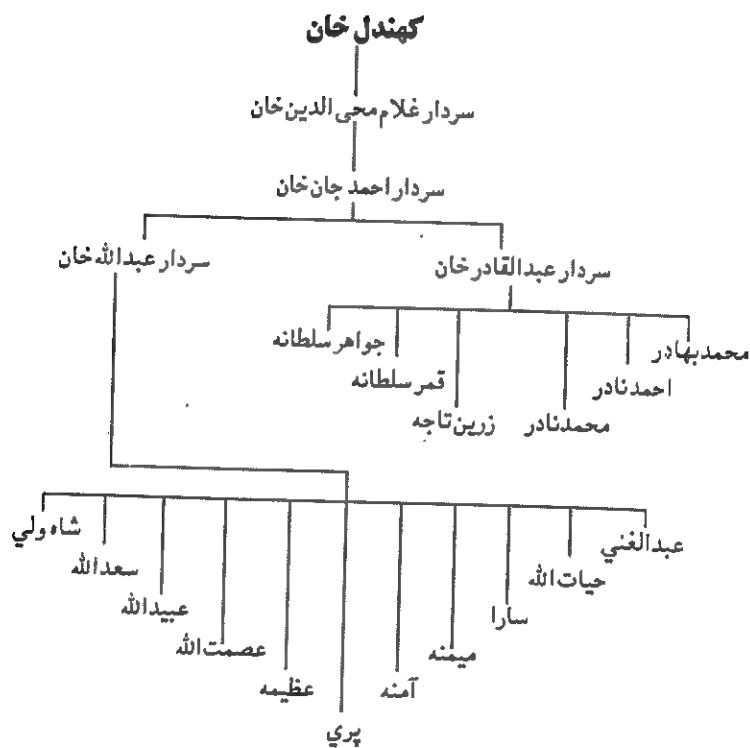 کهندل خان
سردار غلام محی الدین خان
سردار احمد جان خان
سردار عبدالقادر خان
سردار عبدالله خان
محمد بهادر
احمد نادر
محمد نادر
زرین تاجه
قمر سلطانه
جواهر سلطانه
عبدالغني
حیات الله
سارا
میمنه
آمنه
پري
عظیمه
عصمت الله
عبیدالله
سعدالله
شاه ولي